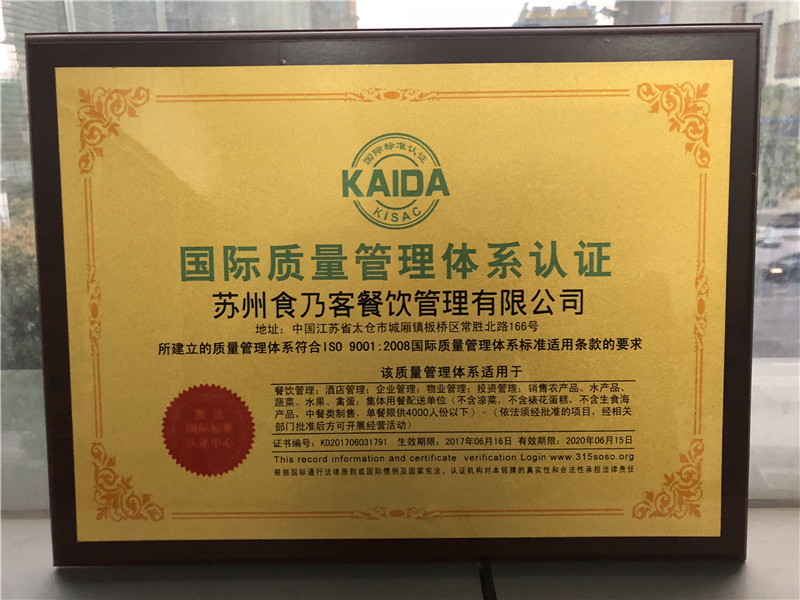 国际标准认证
KAIDA
KISAC
国际质量管理体系认证
苏州食乃客餐饮管理有限公司
地址：中国江苏省太仓市城厢镇板桥区常胜北路166号
所建立的质量管理体系符合ISO 9001:2008国际质量管理体系标准适用条款的要求
该质量管理体系适用于
餐饮管理；酒店管理；企业管理；物业管理；投资管理；销售农产品、水产品、
蔬菜、水果、禽蛋；集体用餐配送单位（不含凉菜，不含裱花蛋糕，不含生食海
产品，中餐类制售，单餐限供4000人份以下）。（依法须经批准的项目，经相关
部门批准后方可开展经营活动）
证书编号：KD201706031791 生效期限：2017年06月16日 有效期限：2020年06月15日
This record information and certificate verification Login www.315soso.org
根据国际通行法律准则或国际惯例及国家宪法，认证机构对本铭牌的真实性和合法性承担法律责任
国际标准
认证中心